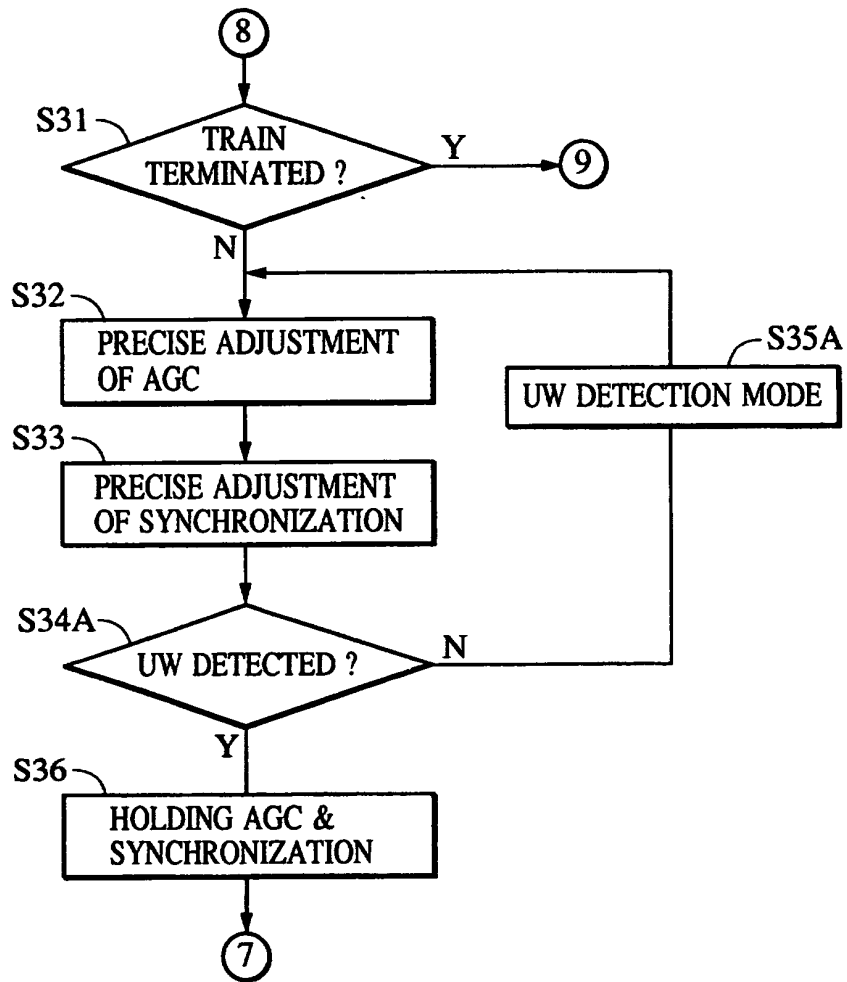 8
S31
TRAIN
TERMINATED ?
Y
9
N
S32
PRECISE ADJUSTMENT
OF AGC
S35A
UW DETECTION MODE
S33
PRECISE ADJUSTMENT
OF SYNCHRONIZATION
S34A
UW DETECTED ?
N
Y
S36
HOLDING AGC &
SYNCHRONIZATION
7